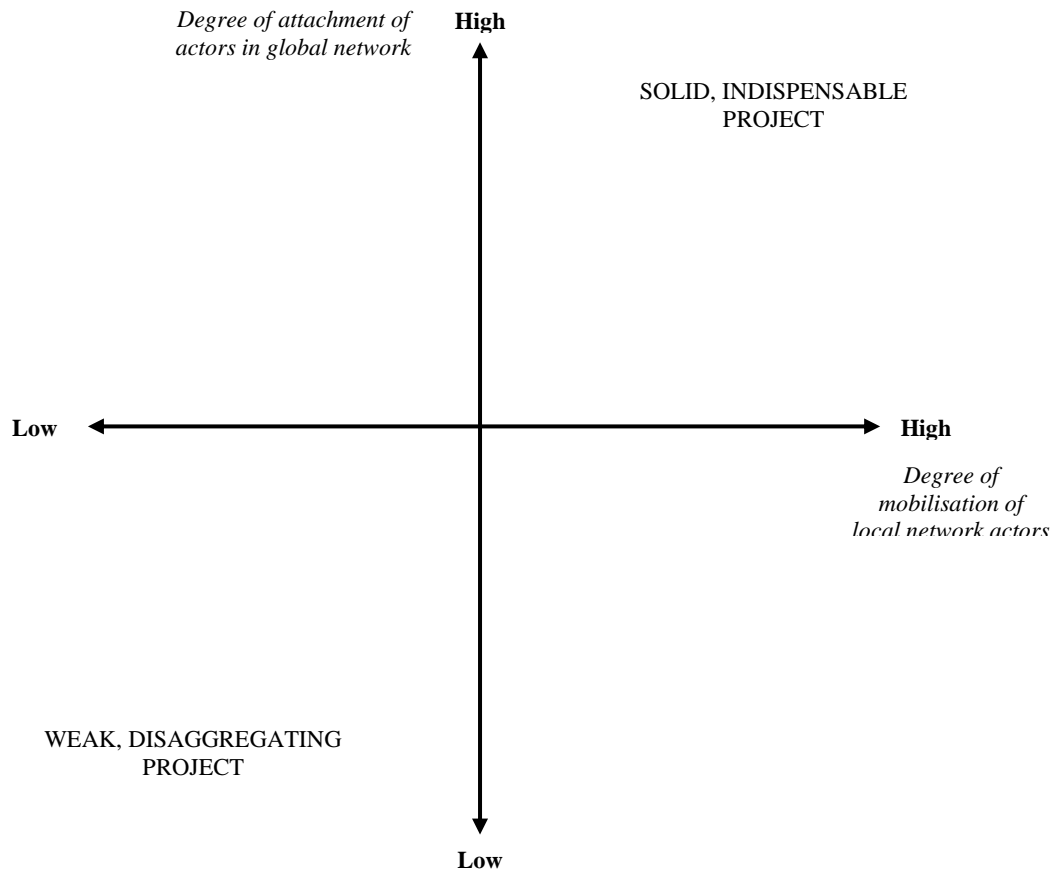 Degree of attachment of
actors in global network
High
SOLID, INDISPENSABLE
PROJECT
Low
High
Degree of
mobilisation of
local network actors
WEAK, DISAGGREGATING
PROJECT
Low